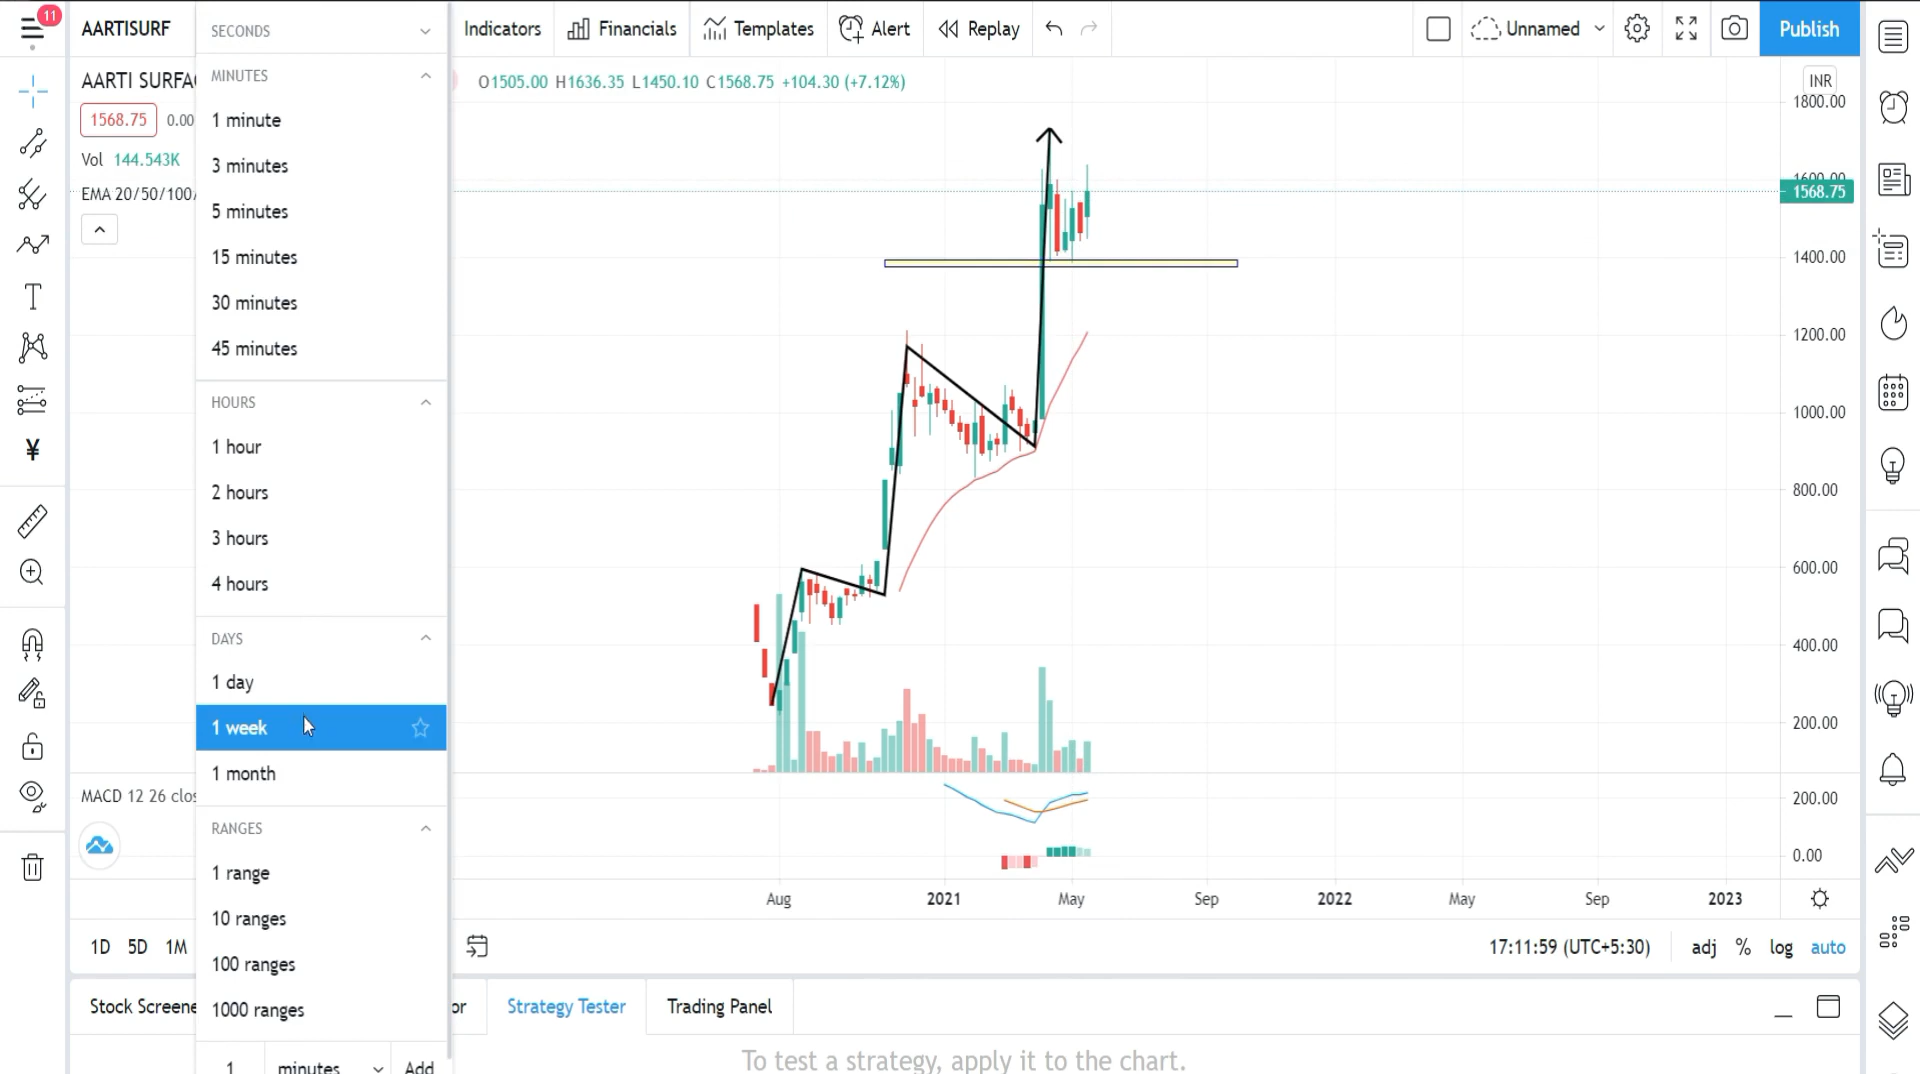 11
AARTISURF
Indicators
Financials
Templates
Alert
Replay
Unnamed
Publish
SECONDS
MINUTES
1 minute
3 minutes
5 minutes
15 minutes
30 minutes
45 minutes
HOURS
1 hour
2 hours
3 hours
4 hours
DAYS
1 day
1 week
1 month
RANGES
1 range
10 ranges
100 ranges
1000 ranges
1 minutes Add
AARTI SURFA
O1505.00 H1636.35 L1450.10 C1568.75 +104.30 (+7.12%)
1568.75 0.00
Vol 144.543K
EMA 20/50/100/
MACD 12 26 clos
INR
1800.00
1600.00
1568.75
1400.00
1200.00
1000.00
800.00
600.00
400.00
200.00
200.00
0.00
Aug 2021 May Sep 2022 May Sep 2023
1D 5D 1M
17:11:59 (UTC+5:30) adj % log auto
Stock Screene
or
Strategy Tester
Trading Panel
To test a strategy, apply it to the chart.